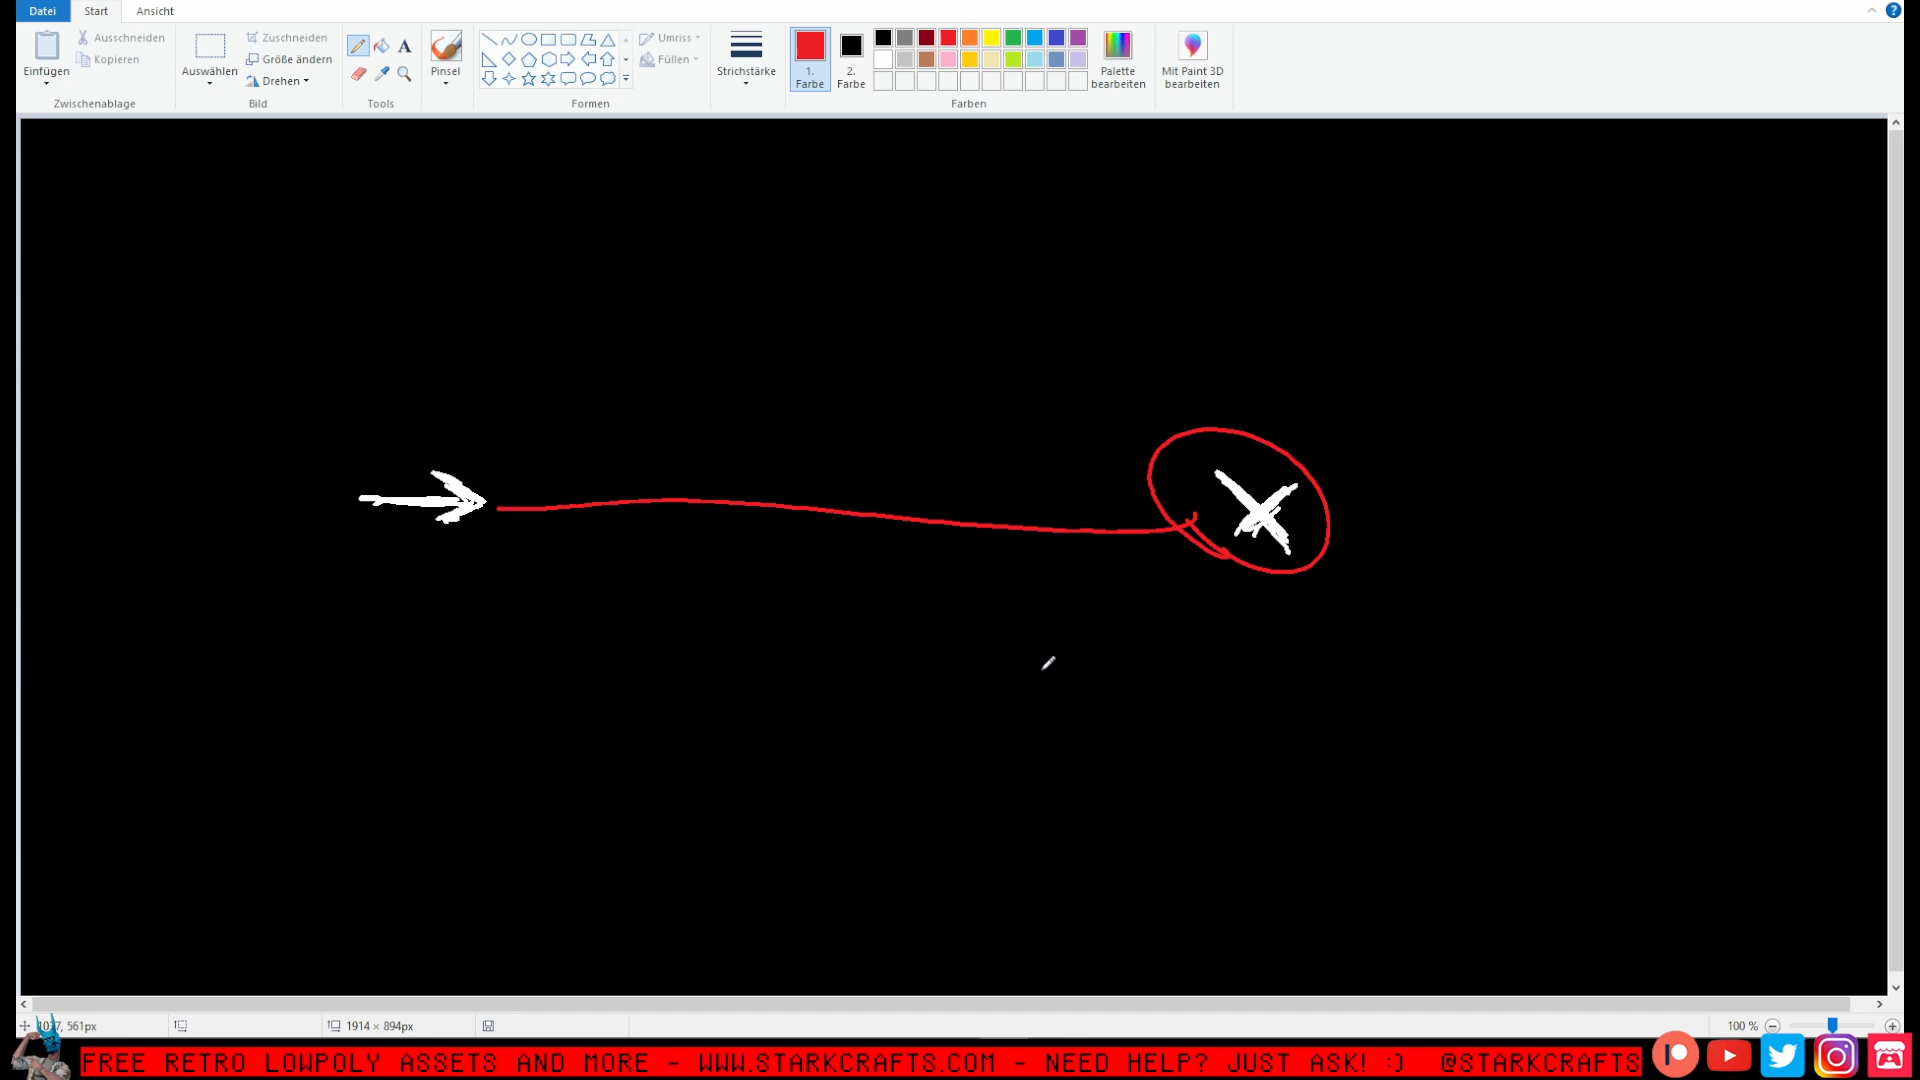 Datei Start Ansicht
Einfügen
Ausschneiden
Kopieren
Zwischenablage
Auswählen
Zuschneiden
Größe ändern
Drehen
Bild
Tools
Pinsel
Formen
Umriss
Füllen
Strichstärke
1. Farbe
2. Farbe
Farben
Palette bearbeiten
Mit Paint 3D bearbeiten
561px
1914 × 894px
100 %
FREE RETRO LOWPOLY ASSETS AND MORE - WWW.STARKCRAFTS.COM - NEED HELP? JUST ASK! :) @STARKCRAFTS